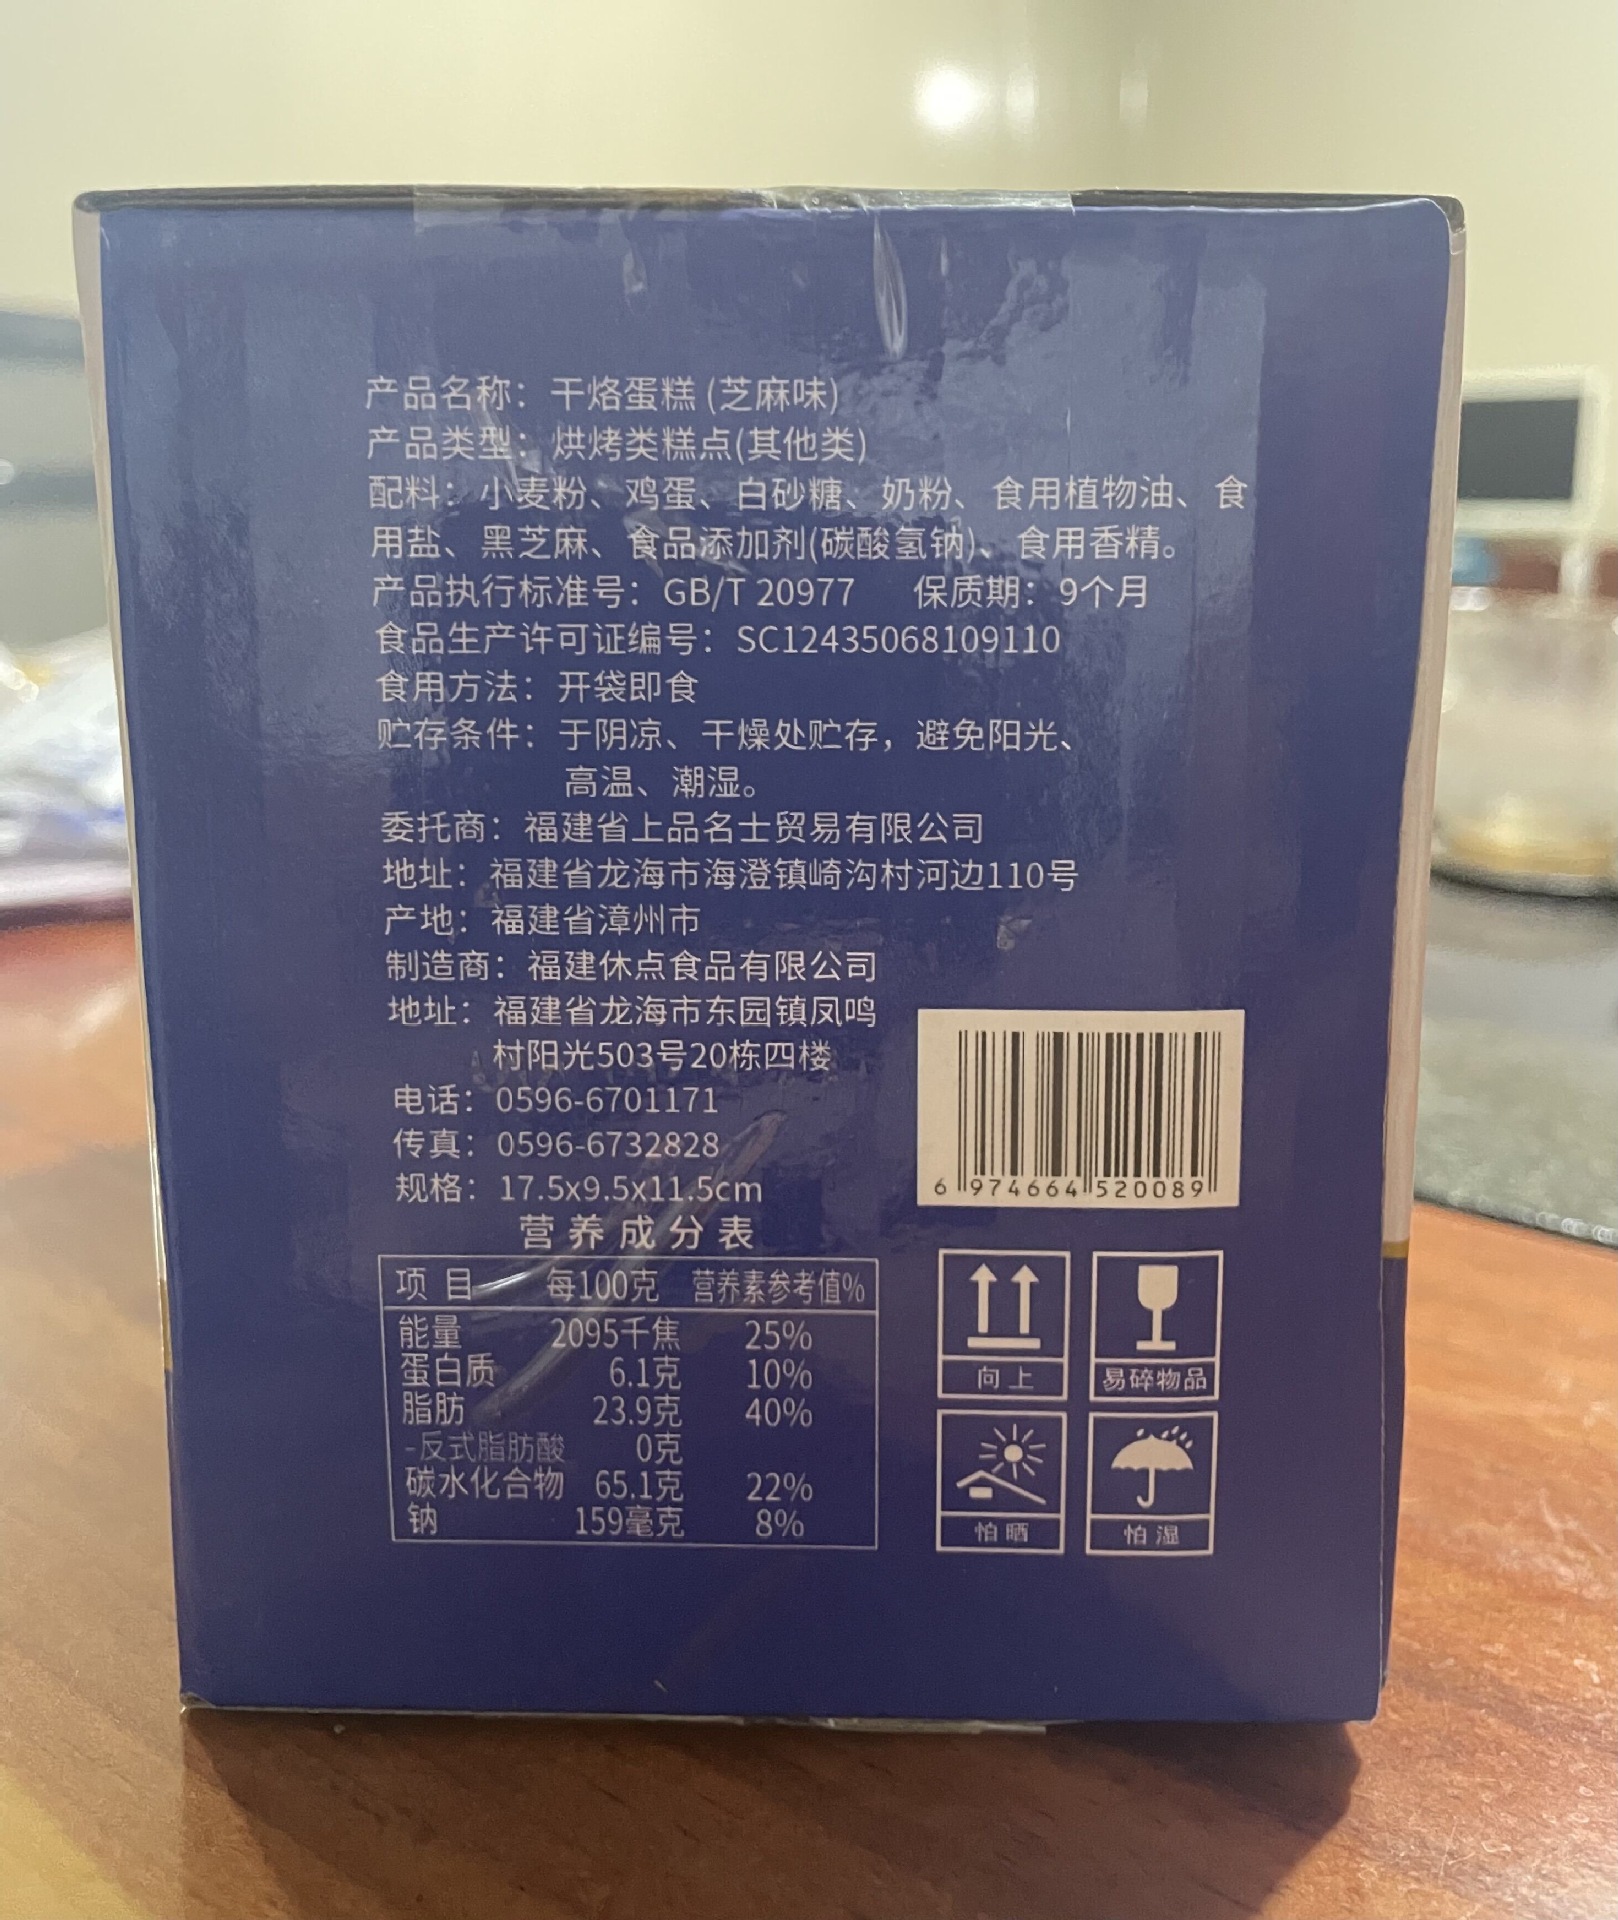 产品名称：干烙蛋糕 (芝麻味)
产品类型：烘烤类糕点(其他类)
配料：小麦粉、鸡蛋、白砂糖、奶粉、食用植物油、食
用盐、黑芝麻、食品添加剂(碳酸氢钠)、食用香精。
产品执行标准号：GB/T 20977 保质期：9个月
食品生产许可证编号：SC12435068109110
食用方法：开袋即食
贮存条件：于阴凉、干燥处贮存，避免阳光、
高温、潮湿。
委托商：福建省上品名士贸易有限公司
地址：福建省龙海市海澄镇崎沟村河边110号
产地：福建省漳州市
制造商：福建休点食品有限公司
地址：福建省龙海市东园镇凤鸣
村阳光503号20栋四楼
电话：0596-6701171
传真：0596-6732828
规格：17.5x9.5x11.5cm
6 974664 520089
营养成分表
项目 每100克 营养素参考值%
能量 2095千焦 25%
蛋白质 6.1克 10%
脂肪 23.9克 40%
-反式脂肪酸 0克
碳水化合物 65.1克 22%
钠 159毫克 8%
向上 易碎物品
怕晒 怕湿